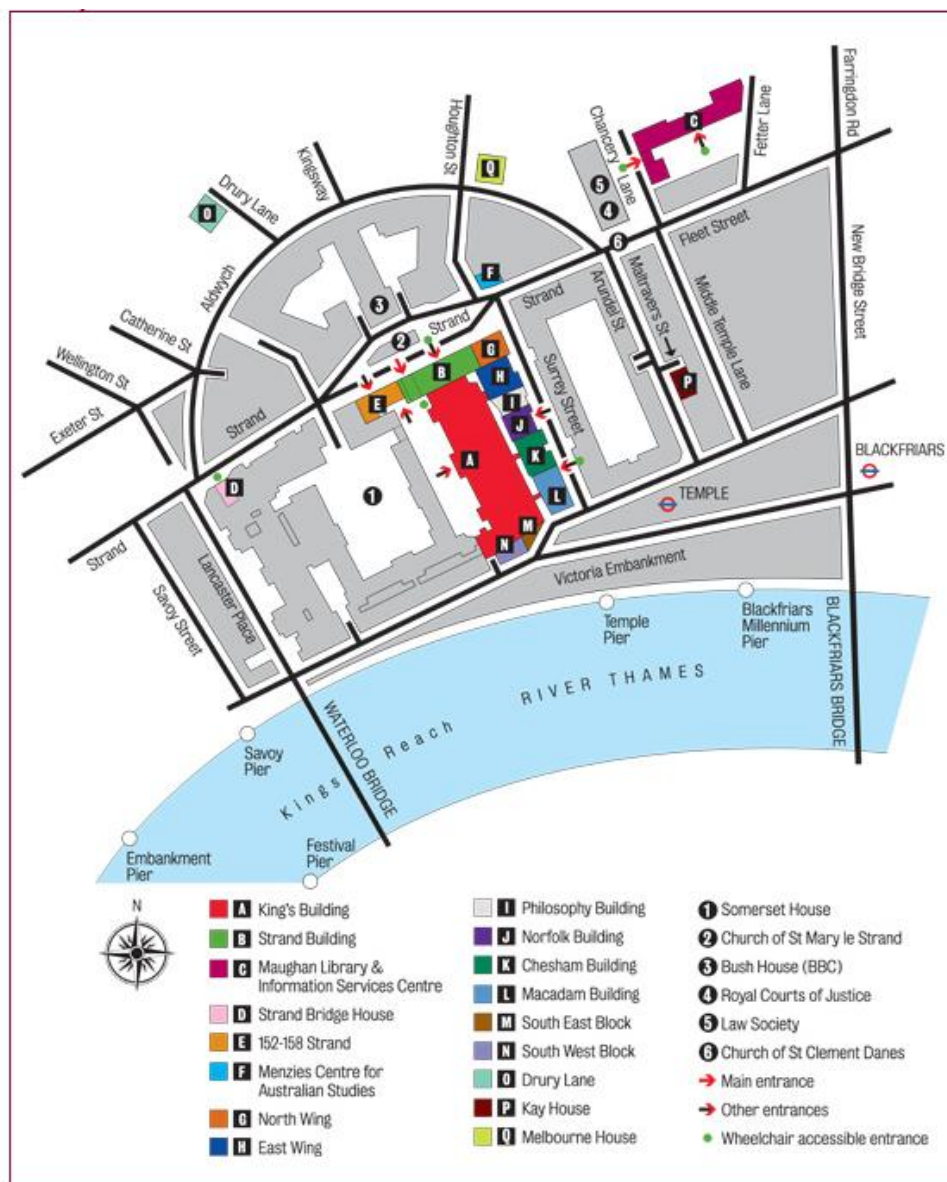 Farringdon Rd
Fetter Lane
Chancery
Lane
C
Houghton St
Kingsway
Drury Lane
Q
O
5
4
6
Fleet Street
New Bridge Street
Aldwych
F
Strand
Arundel St
Maltravers St
Middle Temple Lane
3
Catherine St
2
Strand
G
Wellington St
B
H
Surrey Street
P
I
Exeter St
Strand
E
J
K
BLACKFRIARS
A
1
D
L
TEMPLE
M
N
Strand
Lancaster Place
Savoy Street
Victoria Embankment
Temple
Pier
Blackfriars
Millennium
Pier
BLACKFRIARS BRIDGE
WATERLOO BRIDGE
Kings Reach
RIVER THAMES
Savoy
Pier
Embankment
Pier
Festival
Pier
N
A King's Building
B Strand Building
C Maughan Library &
Information Services Centre
D Strand Bridge House
E 152-158 Strand
F Menzies Centre for
Australian Studies
G North Wing
H East Wing
I Philosophy Building
J Norfolk Building
K Chesham Building
L Macadam Building
M South East Block
N South West Block
O Drury Lane
P Kay House
Q Melbourne House
1 Somerset House
2 Church of St Mary le Strand
3 Bush House (BBC)
4 Royal Courts of Justice
5 Law Society
6 Church of St Clement Danes
Main entrance
Other entrances
Wheelchair accessible entrance